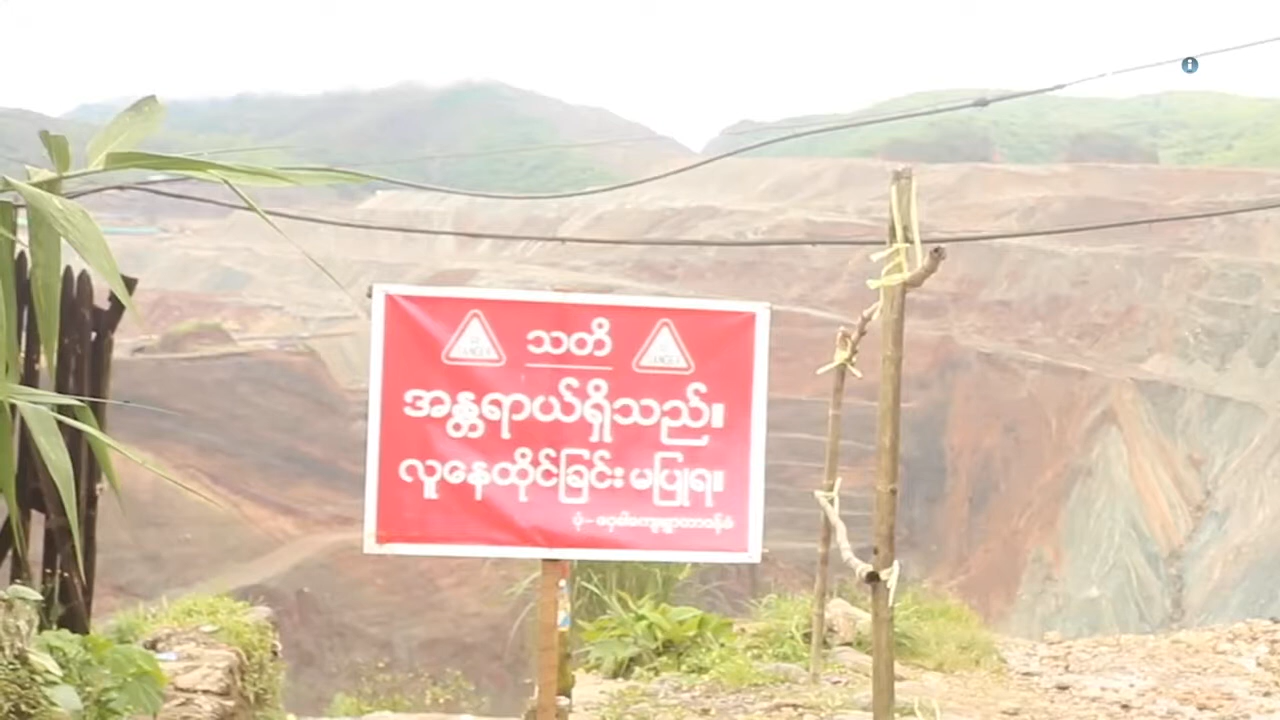 သတိ
အန္တရာယ်ရှိသည်။
လူနေထိုင်ခြင်း မပြုရ။
ပုံ-